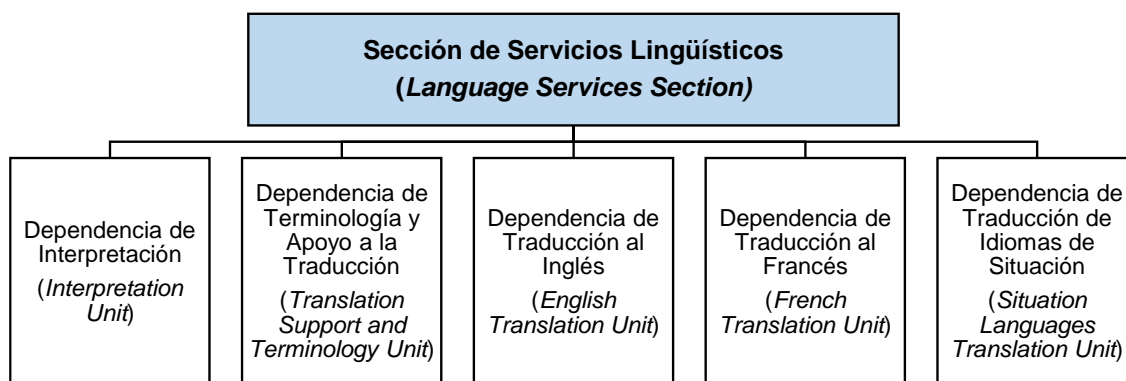 Sección de Servicios Lingüísticos
(Language Services Section)
Dependencia de
Interpretación
(Interpretation
Unit)
Dependencia de
Terminología y
Apoyo a la
Traducción
(Translation
Support and
Terminology Unit)
Dependencia de
Traducción al
Inglés
(English
Translation Unit)
Dependencia de
Traducción al
Francés
(French
Translation Unit)
Dependencia de
Traducción de
Idiomas de
Situación
(Situation
Languages
Translation Unit)